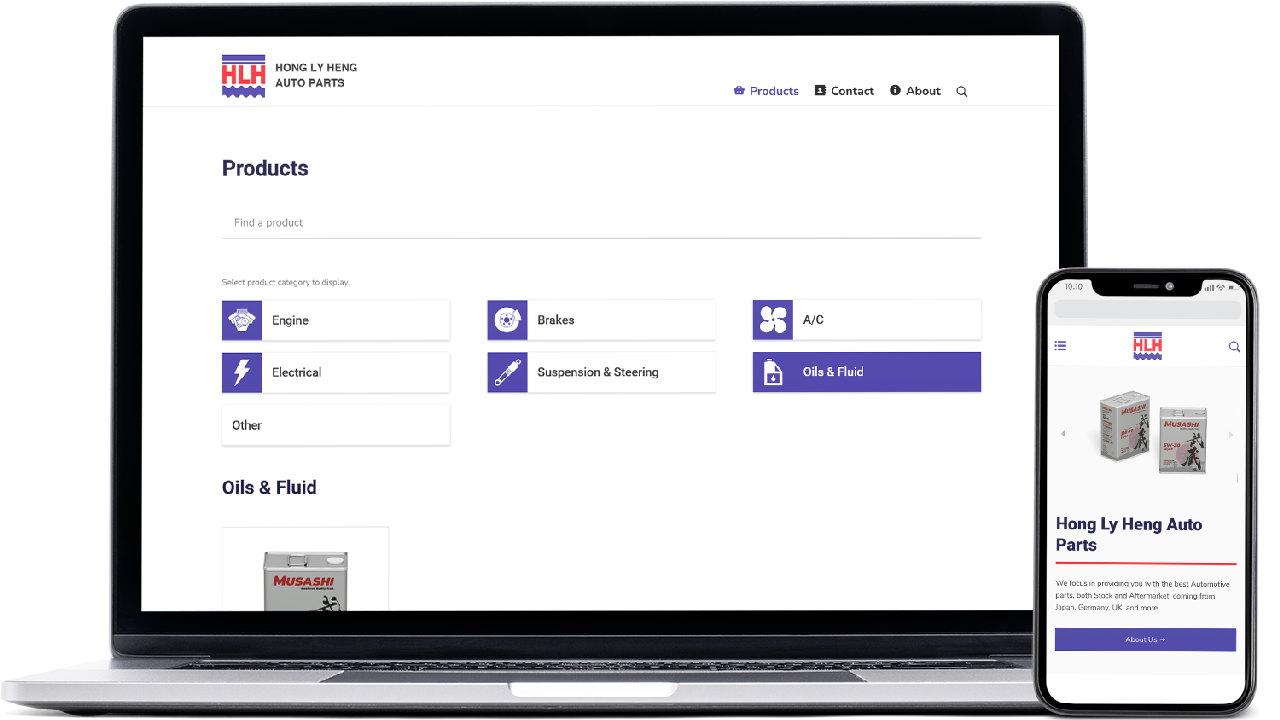 HLH
HONG LY HENG
AUTO PARTS
Products
Contact
About
Products
Find a product
Select product category to display.
Engine
Brakes
A/C
Electrical
Suspension & Steering
Oils & Fluid
Other
Oils & Fluid
MUSASHI
10.10
HLH
MUSASHI
MUSASHI
5W-30
武蔵
Hong Ly Heng Auto
Parts
We focus in providing you with the best Automotive
parts, both Stock and Aftermarket, coming from
Japan, Germany, UK, and more.
About Us →